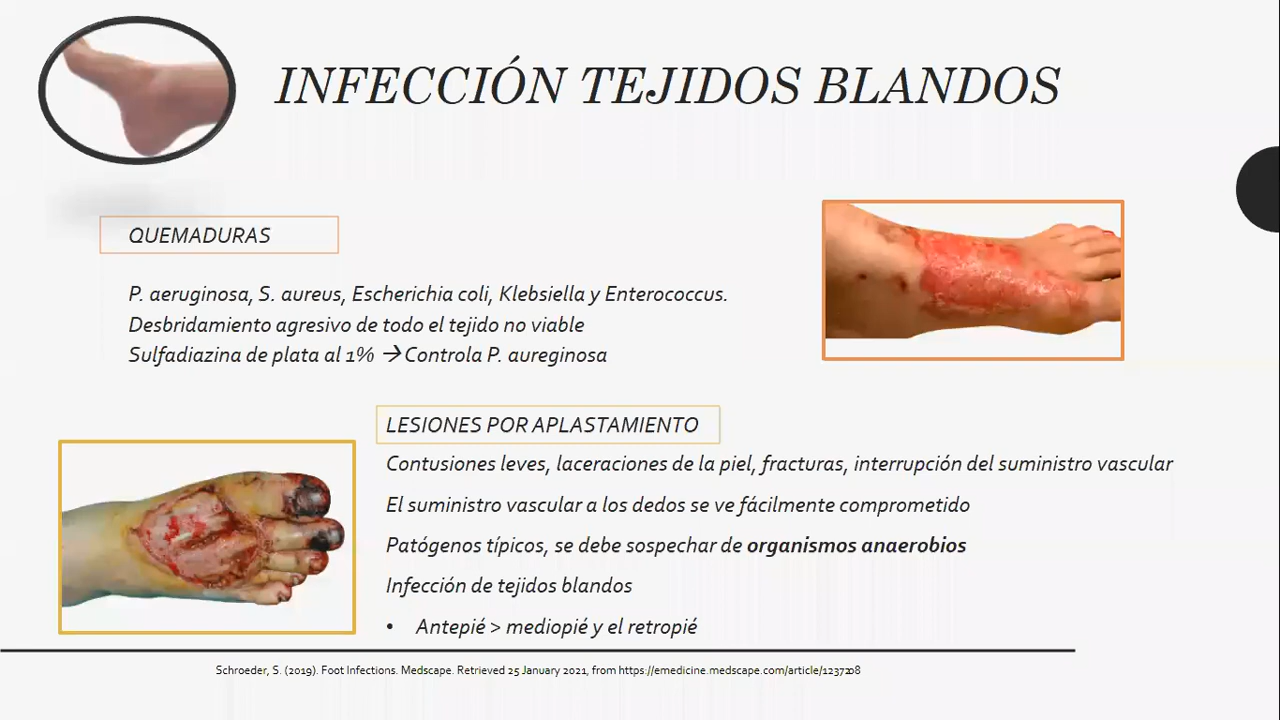 INFECCIÓN TEJIDOS BLANDOS
QUEMADURAS
P. aeruginosa, S. aureus, Escherichia coli, Klebsiella y Enterococcus.
Desbridamiento agresivo de todo el tejido no viable
Sulfadiazina de plata al 1% → Controla P. aureginosa
LESIONES POR APLASTAMIENTO
Contusiones leves, laceraciones de la piel, fracturas, interrupción del suministro vascular
El suministro vascular a los dedos se ve fácilmente comprometido
Patógenos típicos, se debe sospechar de organismos anaerobios
Infección de tejidos blandos
• Antepié > mediopié y el retropié
Schroeder, S. (2019). Foot Infections. Medscape. Retrieved 25 January 2021, from https://emedicine.medscape.com/article/1237208